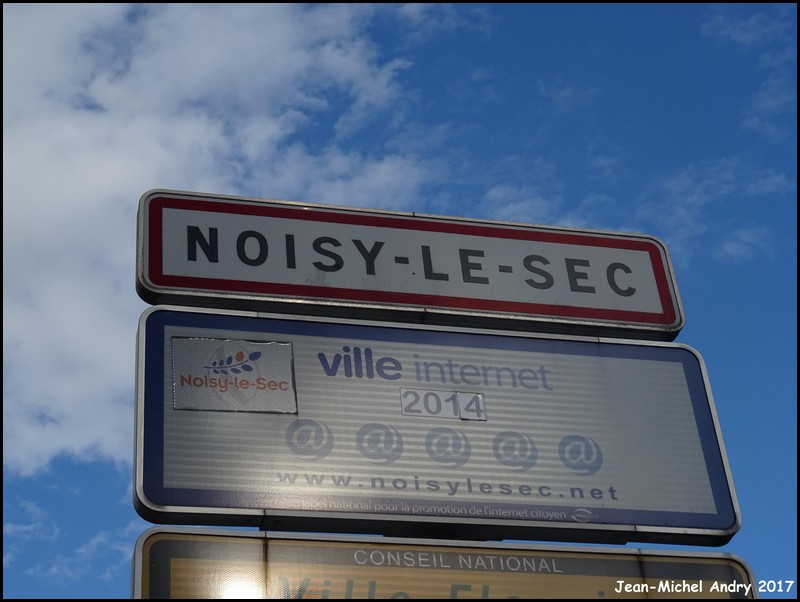 NOISY-LE-SEC
Noisy-le-Sec
ville internet
2014
@ @ @ @ @
www.noisylesec.net
label national pour la promotion de l'internet citoyen
CONSEIL NATIONAL
Jean-Michel Andry 2017